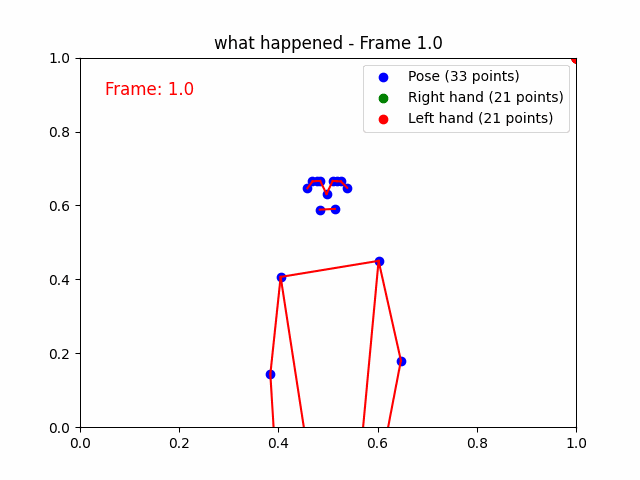 what happened - Frame 1.0
Frame: 1.0
Pose (33 points)
Right hand (21 points)
Left hand (21 points)
1.0
0.8
0.6
0.4
0.2
0.0
0.0 0.2 0.4 0.6 0.8 1.0